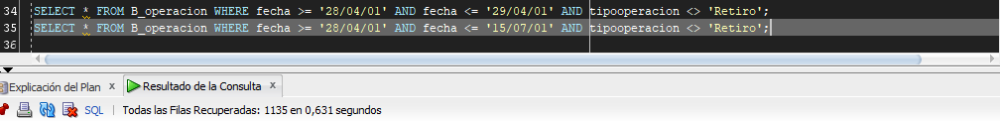 34 SELECT * FROM B_operacion WHERE fecha >= '28/04/01' AND fecha <= '29/04/01' AND tipooperacion <> 'Retiro';
35 SELECT * FROM B_operacion WHERE fecha >= '28/04/01' AND fecha <= '15/07/01' AND tipooperacion <> 'Retiro';
36
Explicación del Plan x Resultado de la Consulta x
SQL | Todas las Filas Recuperadas: 1135 en 0,631 segundos